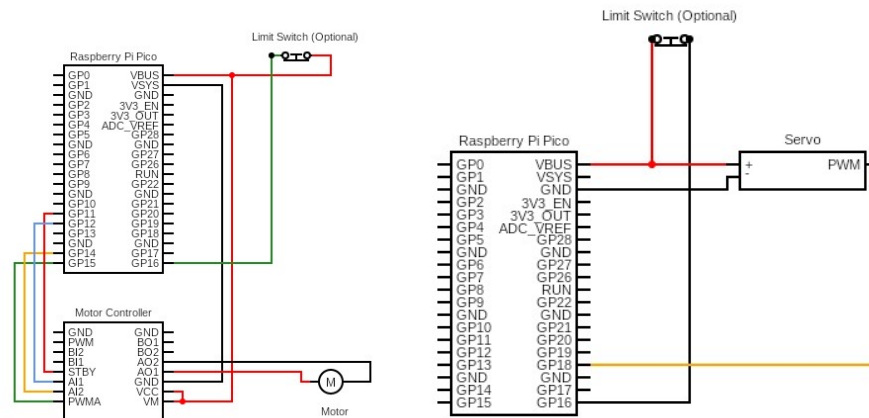 Limit Switch (Optional)
Raspberry Pi Pico
GP0 VBUS
GP1 VSYS
GND GND
GP2 3V3_EN
GP3 3V3_OUT
GP4 ADC_VREF
GP5 GP28
GND GND
GP6 GP27
GP7 GP26
GP8 RUN
GP9 GP22
GND GND
GP10 GP21
GP11 GP20
GP12 GP19
GP13 GP18
GND GND
GP14 GP17
GP15 GP16
Motor Controller
GND GND
PWM BO1
BI2 BO2
BI1 AO2
STBY AO1
AI1 GND
AI2 VCC
PWMA VM
M
Motor
Limit Switch (Optional)
Raspberry Pi Pico
GP0 VBUS
GP1 VSYS
GND GND
GP2 3V3_EN
GP3 3V3_OUT
GP4 ADC_VREF
GP5 GP28
GND GND
GP6 GP27
GP7 GP26
GP8 RUN
GP9 GP22
GND GND
GP10 GP21
GP11 GP20
GP12 GP19
GP13 GP18
GND GND
GP14 GP17
GP15 GP16
Servo
+ PWM
-